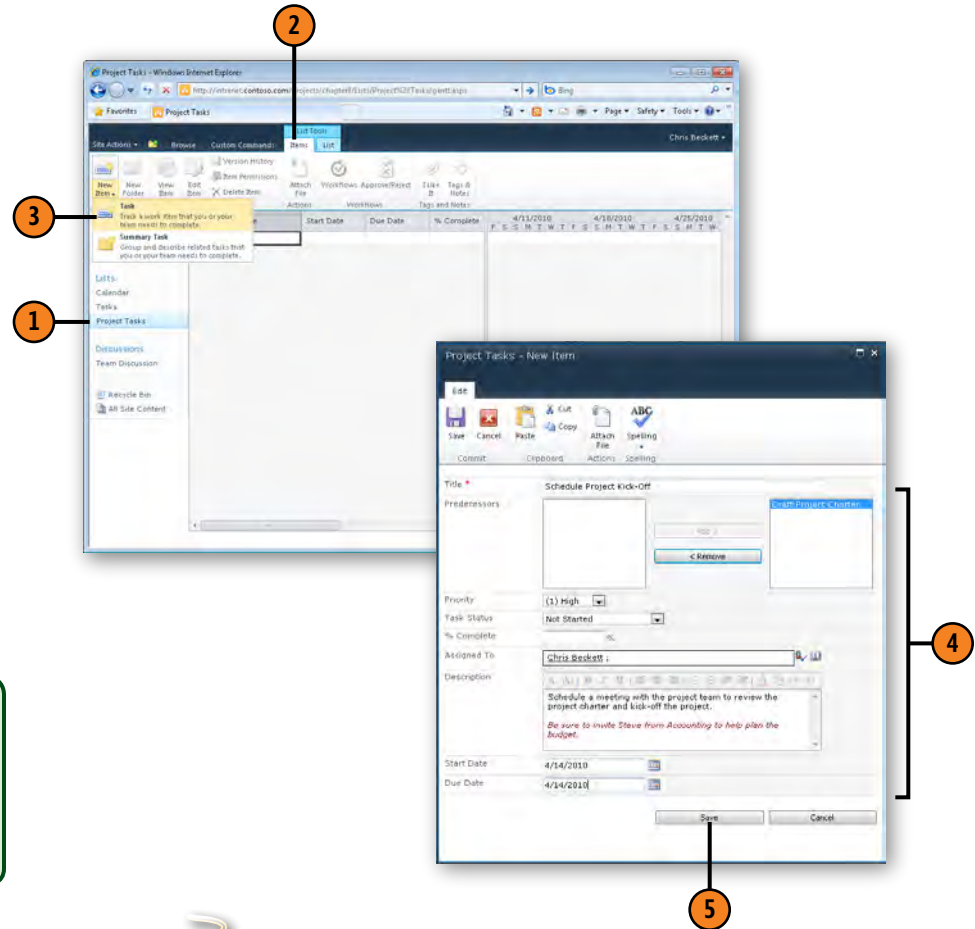 2
Project Tasks - Windows Internet Explorer
Bing
Favorites Project Tasks
Page Safety Tools
List Tools
Site Actions Browse Custom Commands Items List
Chris Beckett
New Item
New Folder
View Item
Edit Item
Version History
Item Permissions
Delete Item
Attach File
Workflows
Approve/Reject
I Like It
Tags & Notes
Actions Workflows Tags and Notes
3
Task
Track a work item that you or your
team needs to complete.
Summary Task
Group and describe related tasks that
you or your team needs to complete.
Start Date Due Date % Complete
4/11/2010 4/18/2010 4/25/2010
F S S M T W T F S S M T W T F S S M T W
Lists
Calendar
Tasks
1
Project Tasks
Discussions
Team Discussion
Recycle Bin
All Site Content
Project Tasks - New Item
Edit
Save
Cancel
Paste
Cut
Copy
Attach File
ABC
Spelling
Commit Clipboard Actions Spelling
Title *
Schedule Project Kick-Off
Predecessors
Draft Project Charter
< Remove
Priority
(1) High
Task Status
Not Started
% Complete
%
4
Assigned To
Chris Beckett ;
Description
Schedule a meeting with the project team to review the
project charter and kick-off the project.
Be sure to invite Steve from Accounting to help plan the
budget.
Start Date
4/14/2010
Due Date
4/14/2010
Save
Cancel
5